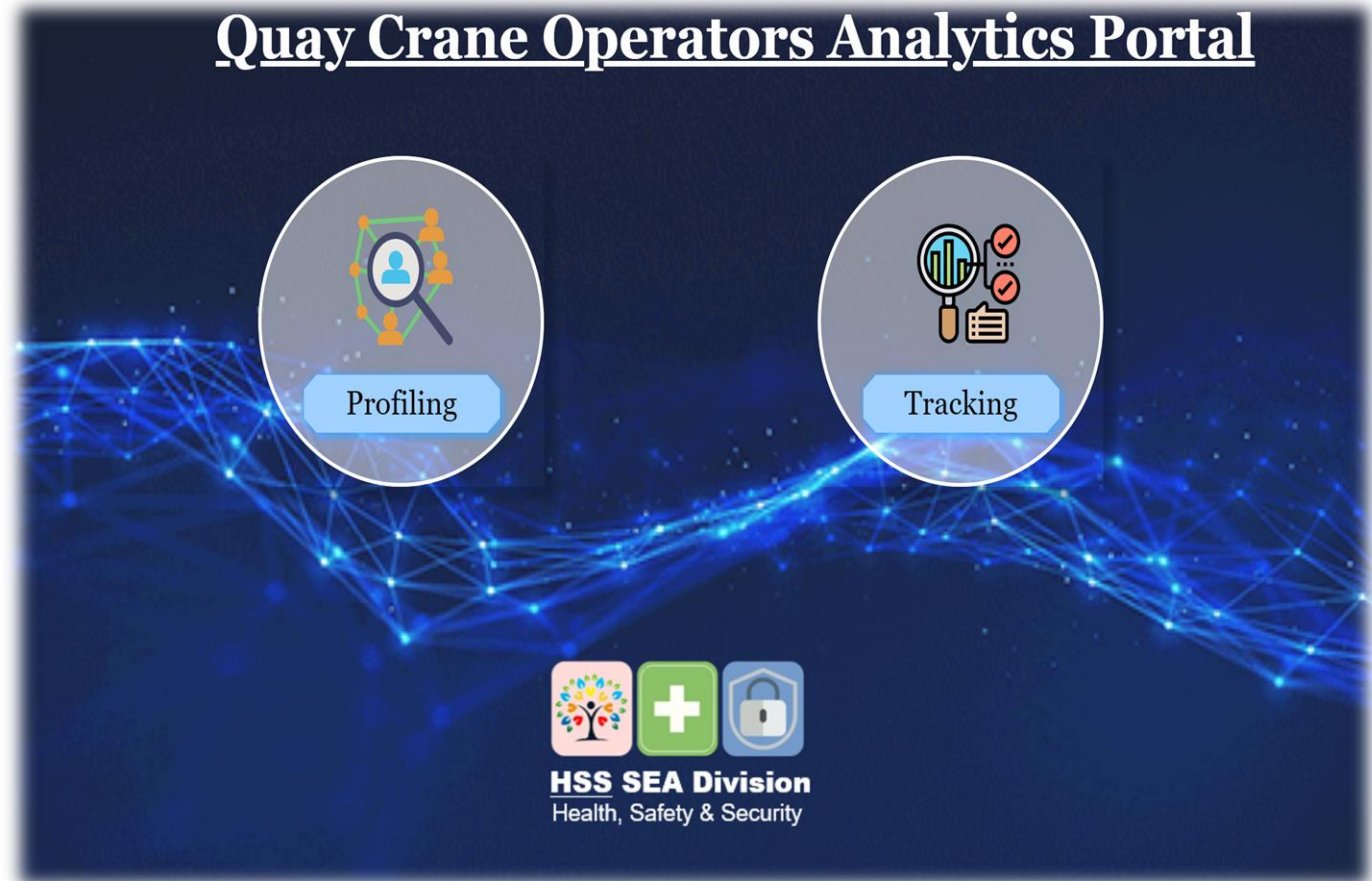 Quay Crane Operators Analytics Portal
Profiling
Tracking
HSS SEA Division
Health, Safety & Security